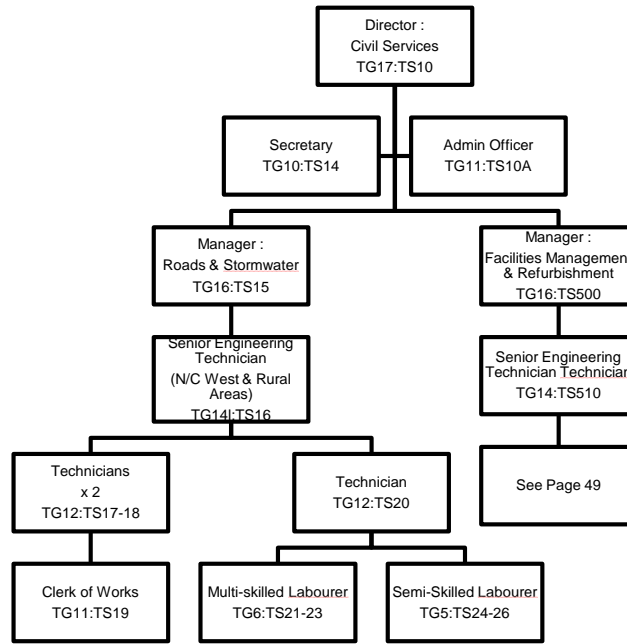 Director :
Civil Services
TG17:TS10
Secretary
TG10:TS14
Admin Officer
TG11:TS10A
Manager :
Roads & Stormwater
TG16:TS15
Manager :
Facilities Management
& Refurbishment
TG16:TS500
Senior Engineering
Technician
(N/C West & Rural
Areas)
TG14l:TS16
Senior Engineering
Technician Technician
TG14:TS510
Technicians
x 2
TG12:TS17-18
Technician
TG12:TS20
See Page 49
Clerk of Works
TG11:TS19
Multi-skilled Labourer
TG6:TS21-23
Semi-Skilled Labourer
TG5:TS24-26